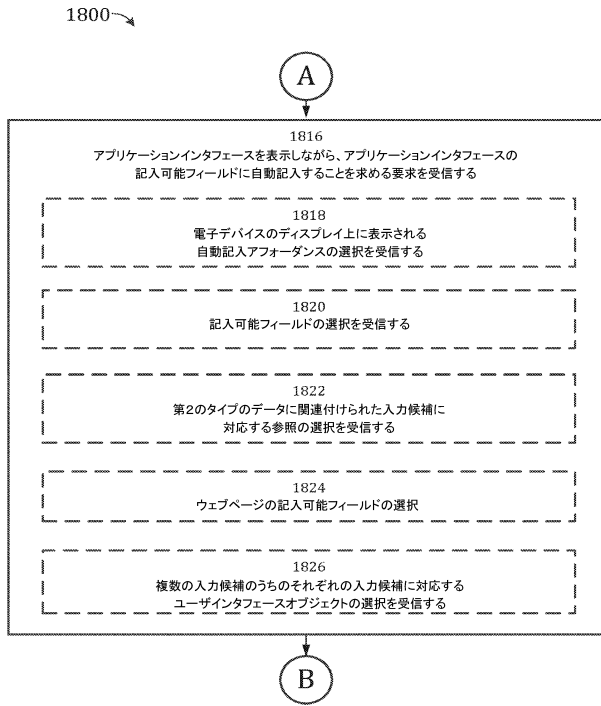 1800
A
1816
アプリケーションインタフェースを表示しながら、アプリケーションインタフェースの
記入可能フィールドに自動記入することを求める要求を受信する
1818
電子デバイスのディスプレイ上に表示される
自動記入アフォーダンスの選択を受信する
1820
記入可能フィールドの選択を受信する
1822
第2のタイプのデータに関連付けられた入力候補に
対応する参照の選択を受信する
1824
ウェブページの記入可能フィールドの選択
1826
複数の入力候補のうちのそれぞれの入力候補に対応する
ユーザインタフェースオブジェクトの選択を受信する
B